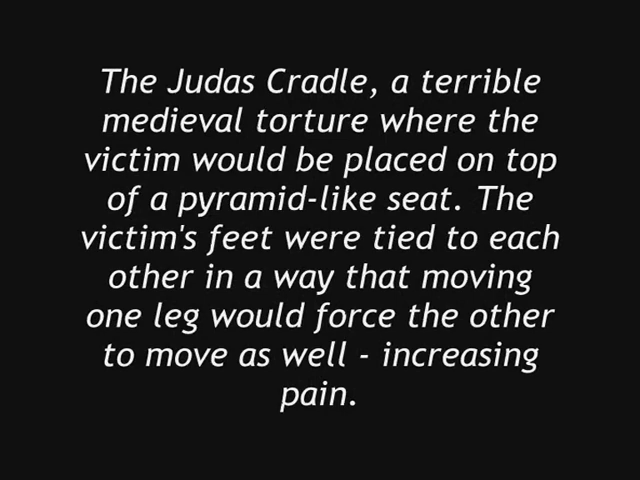 The Judas Cradle, a terrible
medieval torture where the
victim would be placed on top
of a pyramid-like seat. The
victim's feet were tied to each
other in a way that moving
one leg would force the other
to move as well - increasing
pain.